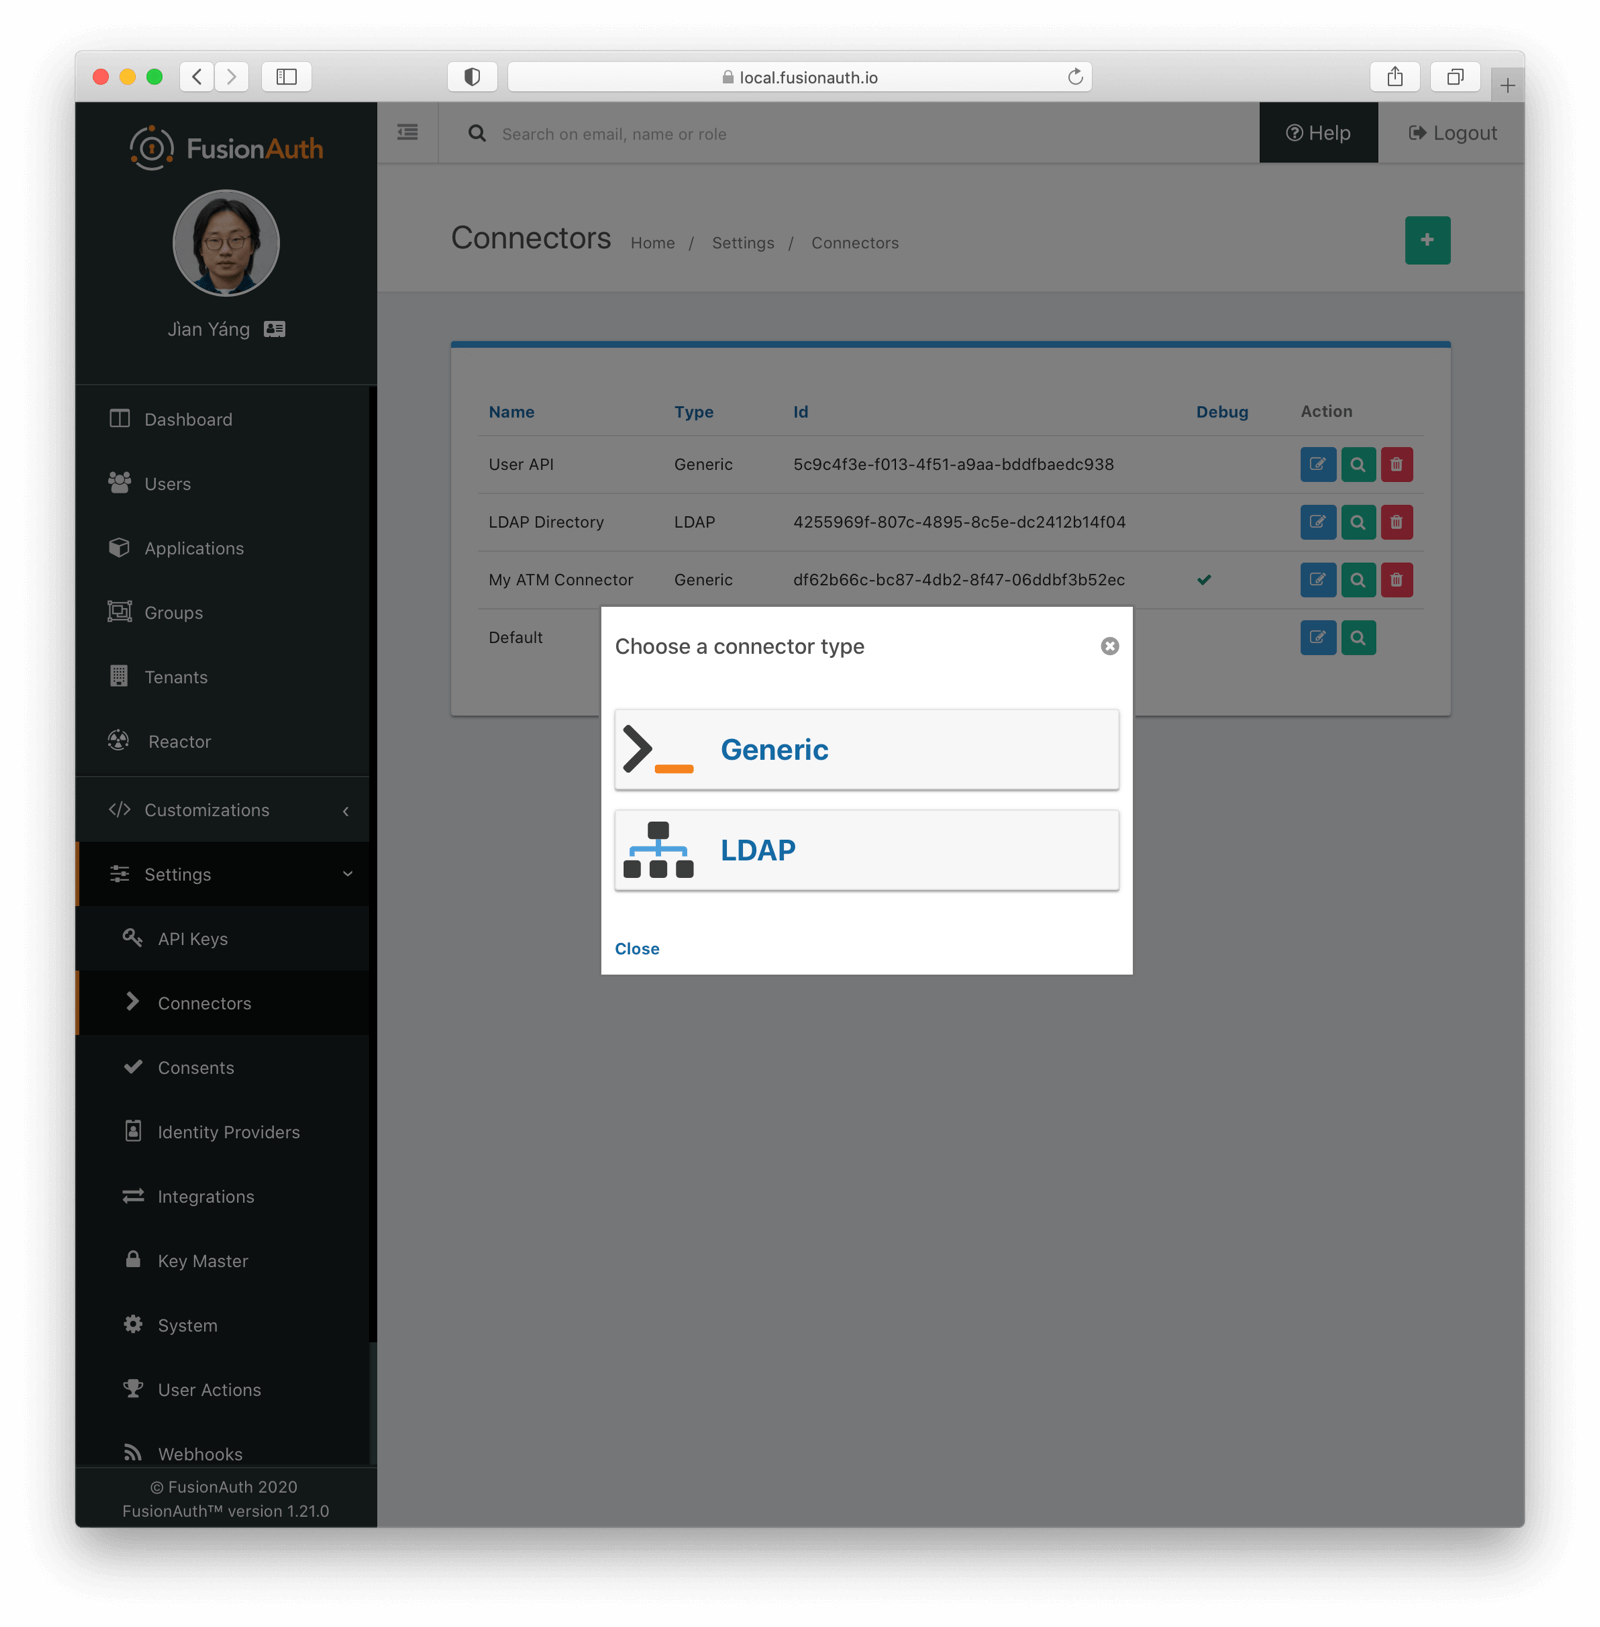 local.fusionauth.io
FusionAuth
Search on email, name or role
Help
Logout
Jìan Yáng
Connectors
Home / Settings / Connectors
Name Type Id Debug Action
User API Generic 5c9c4f3e-f013-4f51-a9aa-bddfbaedc938
LDAP Directory LDAP 4255969f-807c-4895-8c5e-dc2412b14f04
My ATM Connector Generic df62b66c-bc87-4db2-8f47-06ddbf3b52ec
Default
Choose a connector type
Generic
LDAP
Close
Dashboard
Users
Applications
Groups
Tenants
Reactor
Customizations
Settings
API Keys
Connectors
Consents
Identity Providers
Integrations
Key Master
System
User Actions
Webhooks
© FusionAuth 2020
FusionAuth™ version 1.21.0